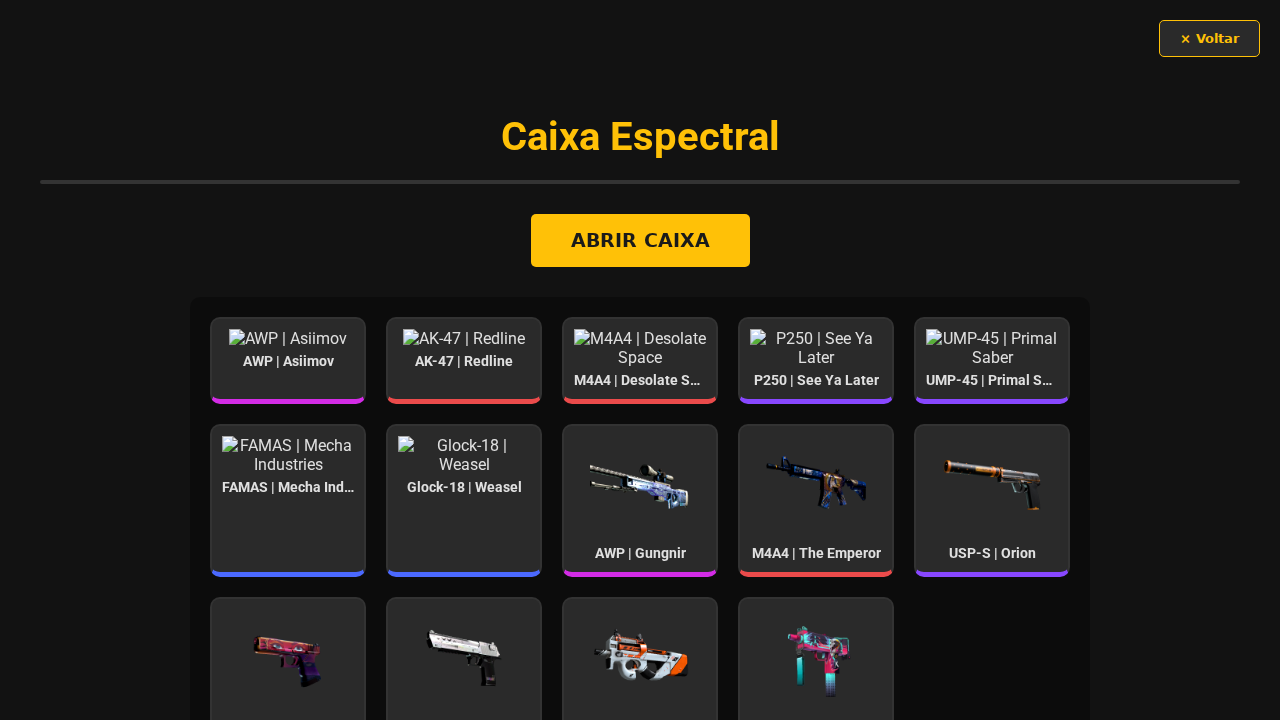 × Voltar
Caixa Espectral
ABRIR CAIXA
AWP | Asiimov
AWP | Asiimov
AK-47 | Redline
AK-47 | Redline
M4A4 | Desolate
Space
M4A4 | Desolate S...
P250 | See Ya
Later
P250 | See Ya Later
UMP-45 | Primal
Saber
UMP-45 | Primal S...
FAMAS | Mecha
Industries
FAMAS | Mecha Ind...
Glock-18 |
Weasel
Glock-18 | Weasel
AWP | Gungnir
M4A4 | The Emperor
USP-S | Orion